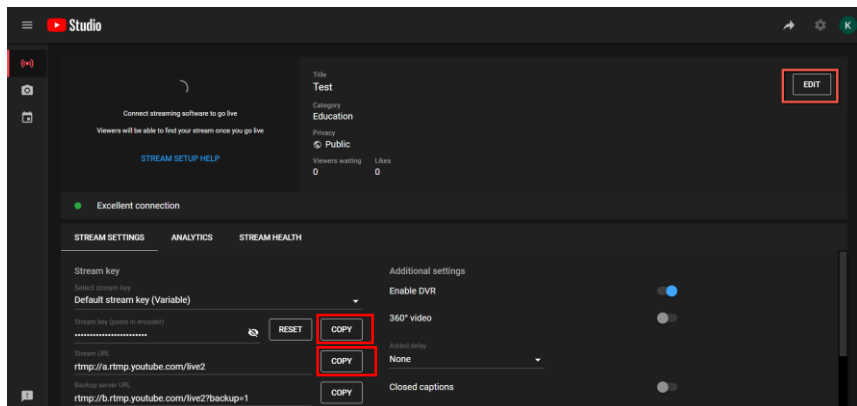 Studio
K
Connect streaming software to go live
Viewers will be able to find your stream once you go live
STREAM SETUP HELP
Title
Test
Category
Education
Privacy
Public
Viewers waiting Likes
0 0
EDIT
Excellent connection
STREAM SETTINGS ANALYTICS STREAM HEALTH
Stream key
Select stream key
Default stream key (Variable)
Stream key (paste in encoder)
•••••••••••••••••••••••• RESET COPY
Stream URL
rtmp://a.rtmp.youtube.com/live2 COPY
Backup server URL
rtmp://b.rtmp.youtube.com/live2?backup=1 COPY
Additional settings
Enable DVR
360° video
Added delay
None
Closed captions